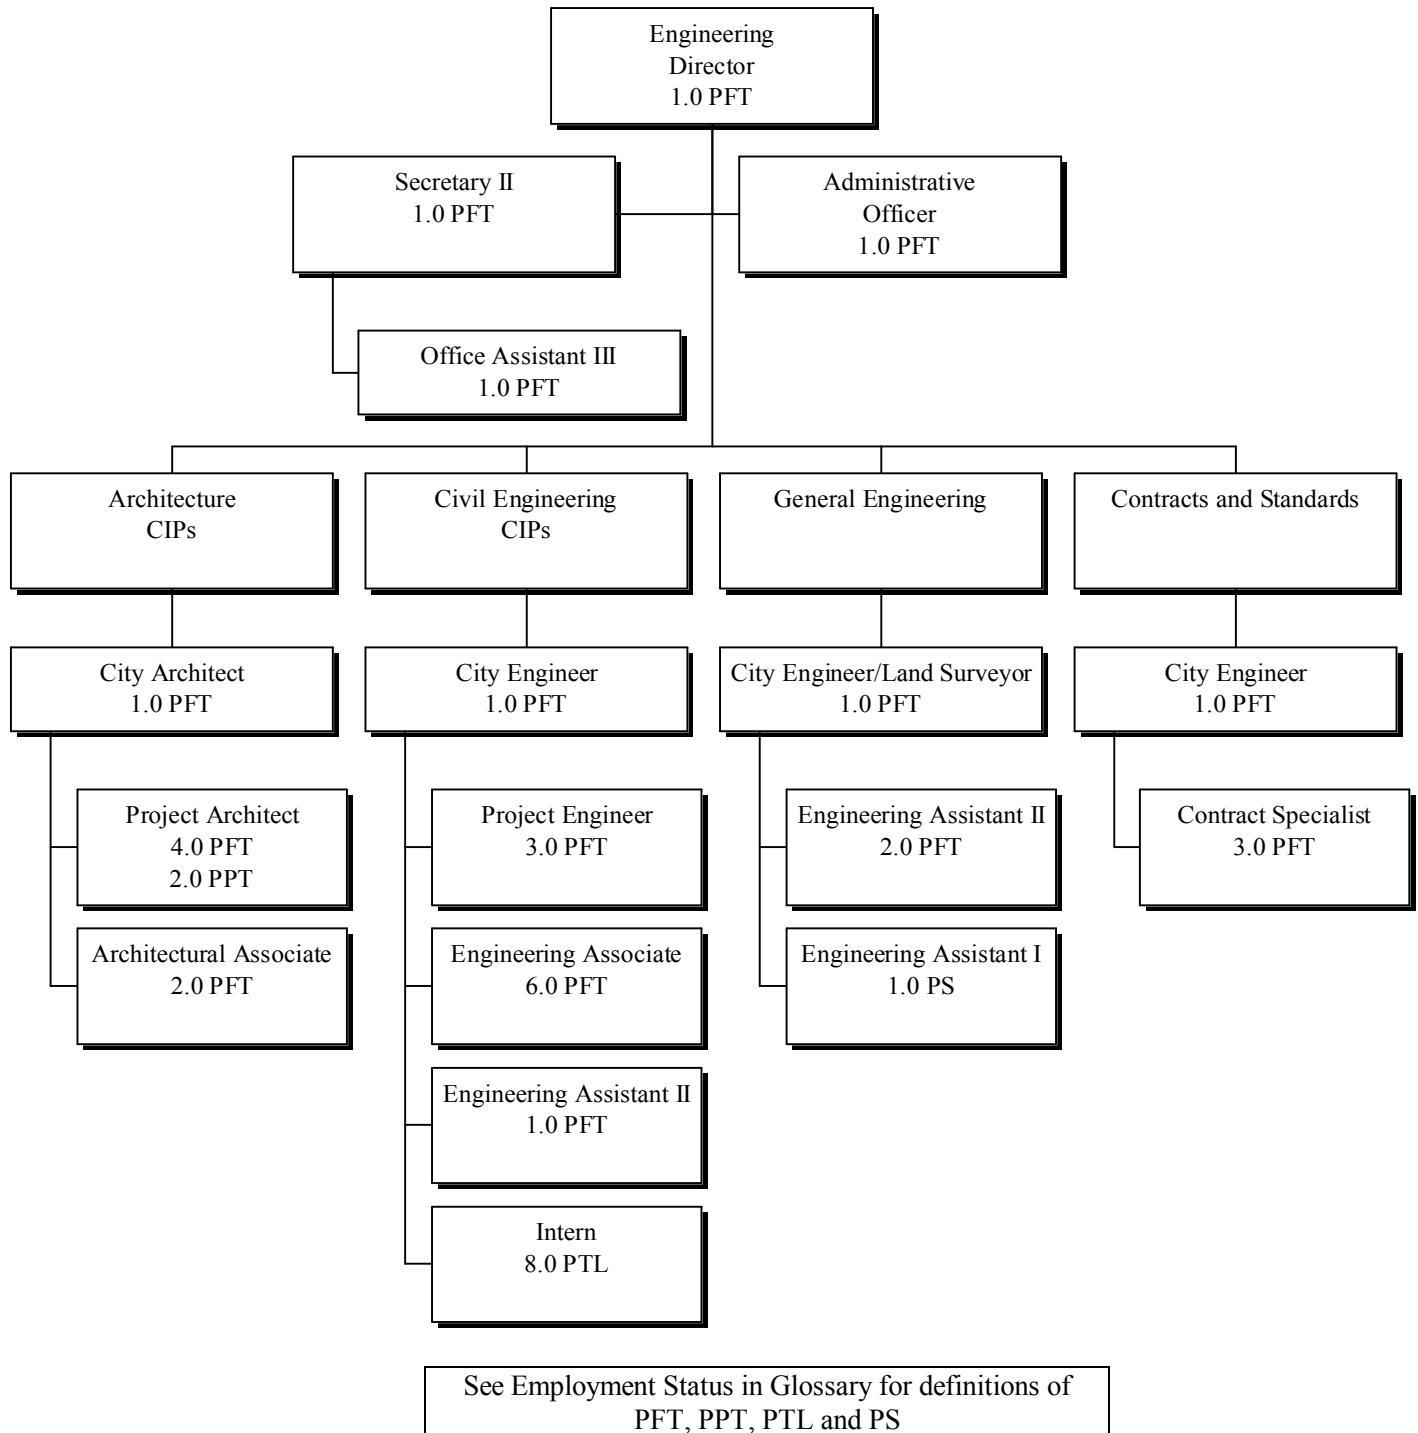 Engineering
Director
1.0 PFT
Secretary II
1.0 PFT
Administrative
Officer
1.0 PFT
Office Assistant III
1.0 PFT
Architecture
CIPs
Civil Engineering
CIPs
General Engineering
Contracts and Standards
City Architect
1.0 PFT
City Engineer
1.0 PFT
City Engineer/Land Surveyor
1.0 PFT
City Engineer
1.0 PFT
Project Architect
4.0 PFT
2.0 PPT
Project Engineer
3.0 PFT
Engineering Assistant II
2.0 PFT
Contract Specialist
3.0 PFT
Architectural Associate
2.0 PFT
Engineering Associate
6.0 PFT
Engineering Assistant I
1.0 PS
Engineering Assistant II
1.0 PFT
Intern
8.0 PTL
See Employment Status in Glossary for definitions of
PFT, PPT, PTL and PS